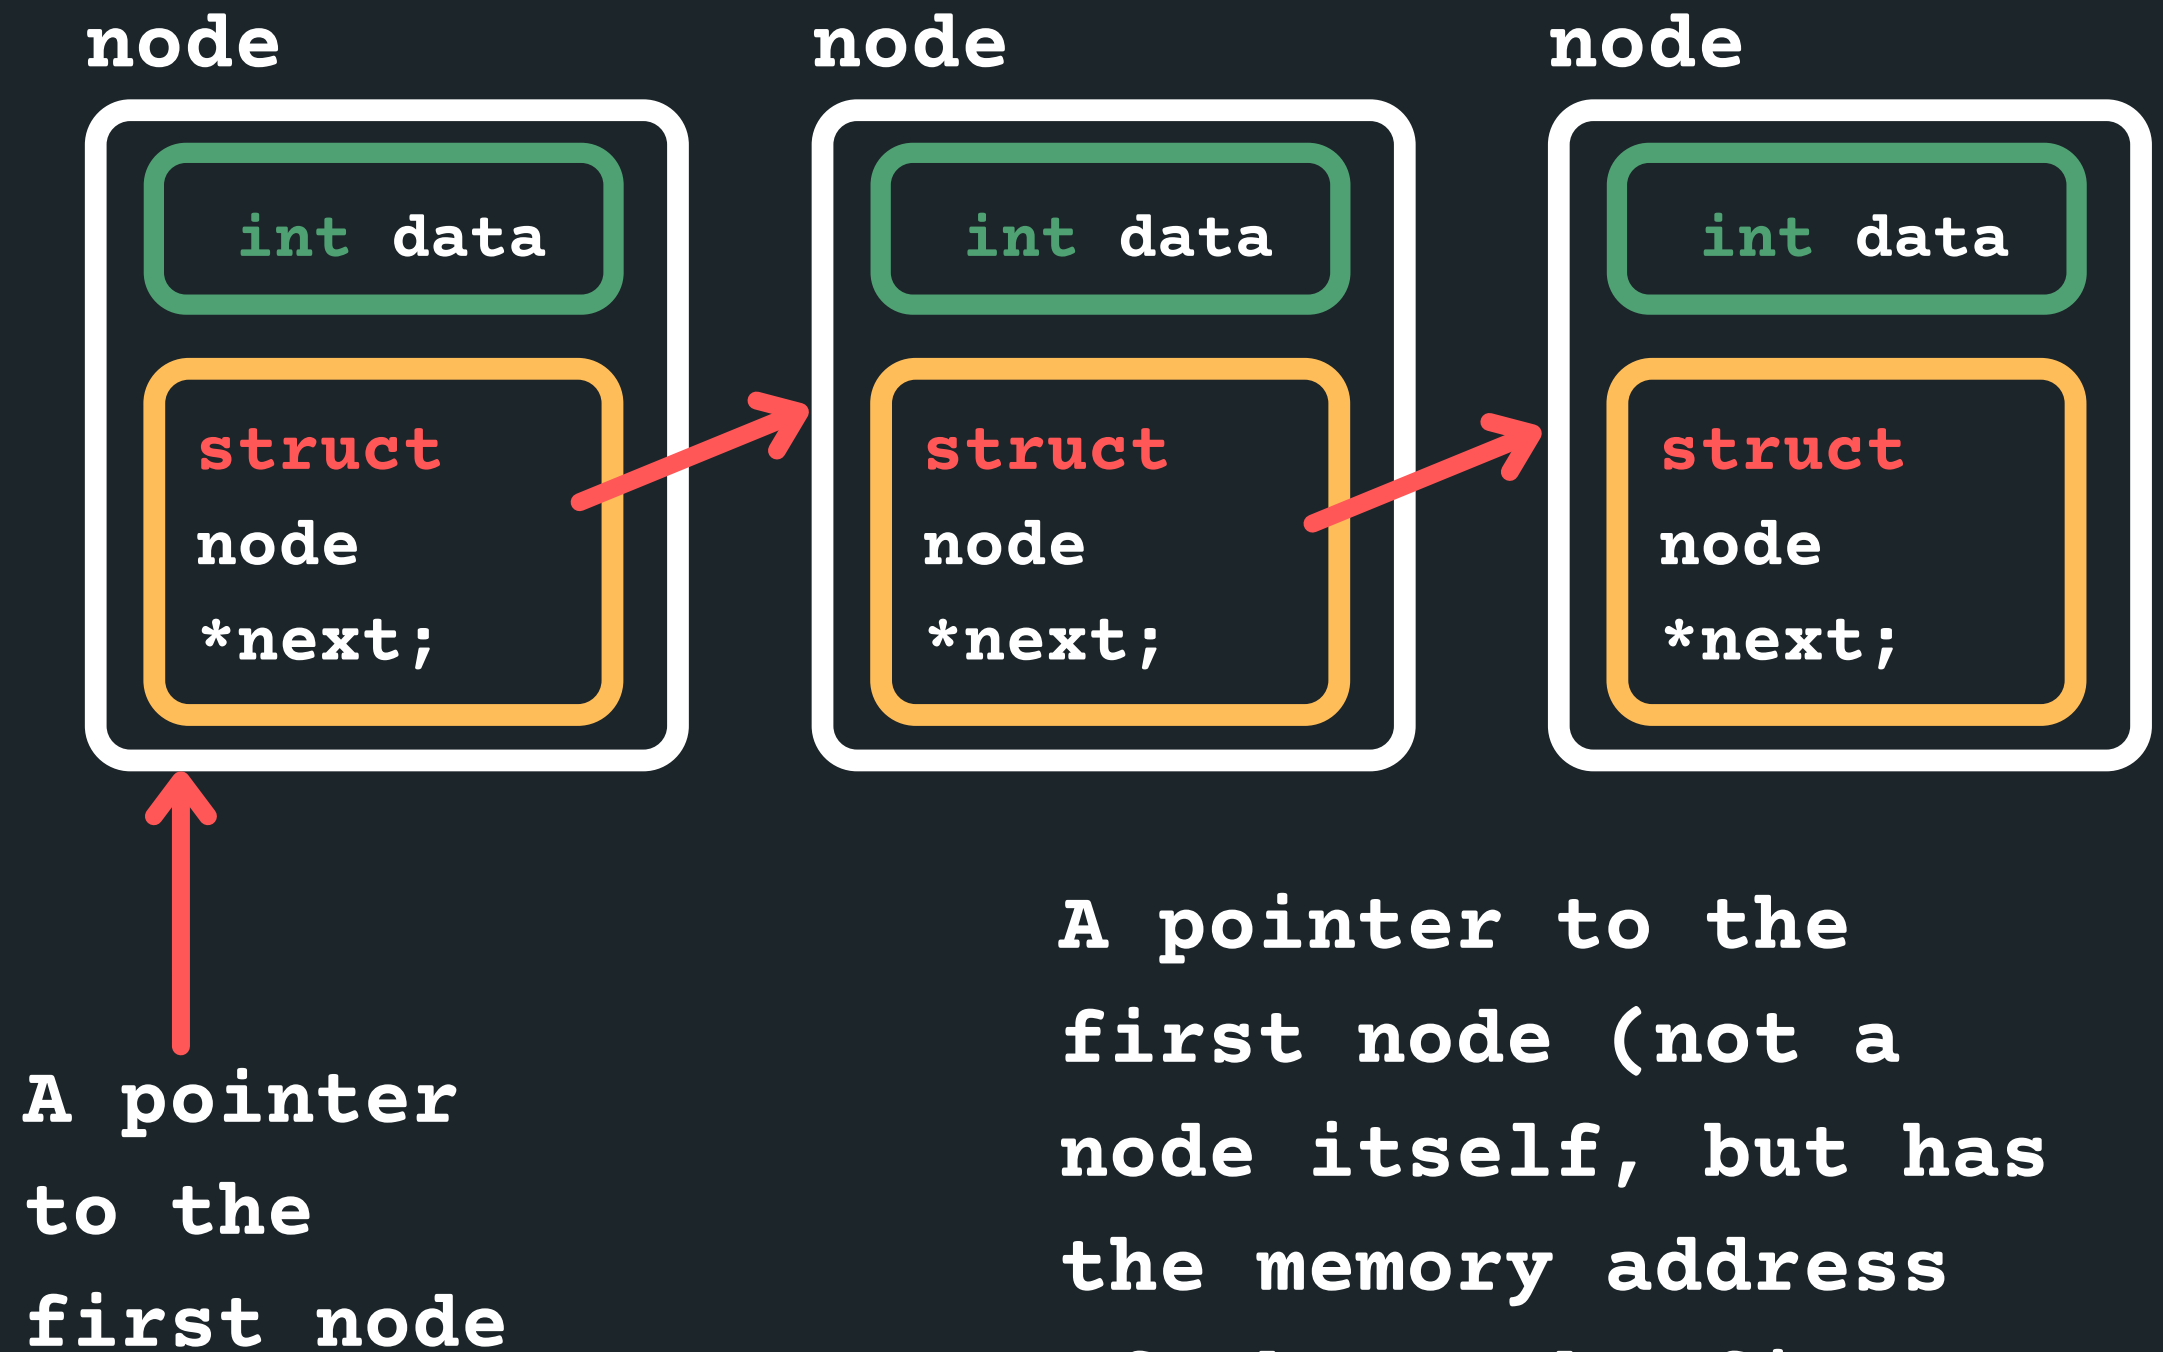 node
int data
struct
node
*next;
node
int data
struct
node
*next;
node
int data
struct
node
*next;
A pointer
to the
first node
A pointer to the
first node (not a
node itself, but has
the memory address